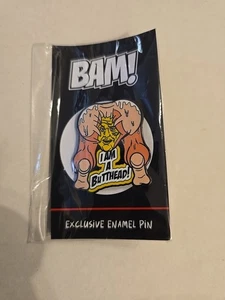 BAM!
I AM
A
BUTTHEAD!
EXCLUSIVE ENAMEL PIN